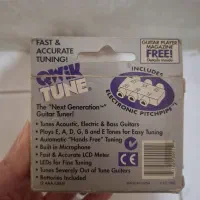 FAST &
ACCURATE
TUNING!
GUITAR PLAYER
MAGAZINE
FREE!
QWIK
TUNE
INCLUDES
ELECTRONIC PITCHPIPE!
The "Next Generation"
Guitar Tuner!
Tunes Acoustic, Electric & Bass Guitars
Plays E, A, D, G, B and E Tones for Easy Tuning
Automatic "Hands Free" Tuning
Built-in Microphone
Fast & Accurate LCD Meter
LEDs for Fine Tuning
Tunes Severely Out of Tune Guitars
Batteries Included
CE